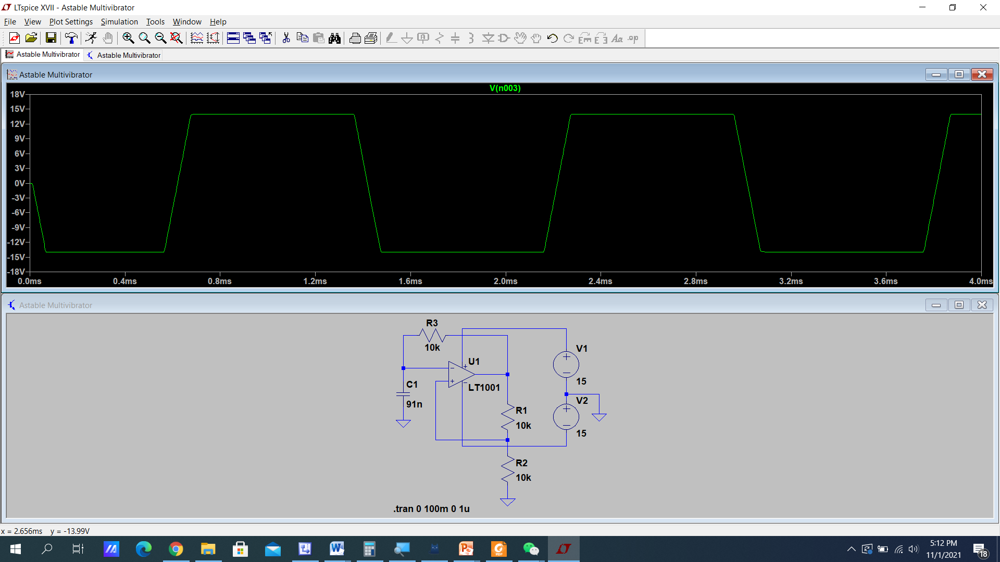 LTspice XVII - Astable Multivibrator
File View Plot Settings Simulation Tools Window Help
Aa .op
Astable Multivibrator Astable Multivibrator
Astable Multivibrator
V(n003)
18V
15V
12V
9V
6V
3V
0V
-3V
-6V
-9V
-12V
-15V
-18V
0.0ms 0.4ms 0.8ms 1.2ms 1.6ms 2.0ms 2.4ms 2.8ms 3.2ms 3.6ms 4.0ms
Astable Multivibrator
R3
10k
V1
15
U1
LT1001
C1
91n
V2
15
R1
10k
R2
10k
.tran 0 100m 0 1u
x = 2.656ms y = -13.99V
5:12 PM
11/1/2021
18